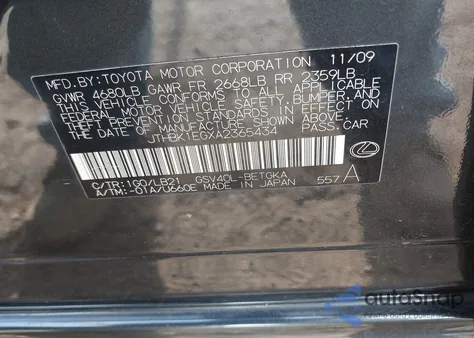 MFD. BY: TOYOTA MOTOR CORPORATION 11/09
GVWR 4680LB GAWR FR 2668LB RR 2359LB
THIS VEHICLE CONFORMS TO ALL APPLICABLE
FEDERAL MOTOR VEHICLE SAFETY, BUMPER, AND
THEFT PREVENTION STANDARDS IN EFFECT ON
THE DATE OF MANUFACTURE SHOWN ABOVE.
PASS.CAR
C/TR:1G0/LB21 GSV40L-BETGKA
A/TM:-01A/U660E MADE IN JAPAN 557 A
autoSnap